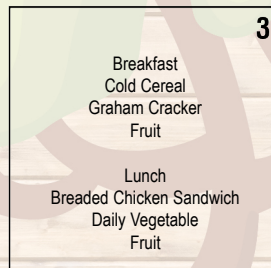 3
Breakfast
Cold Cereal
Graham Cracker
Fruit
Lunch
Breaded Chicken Sandwich
Daily Vegetable
Fruit